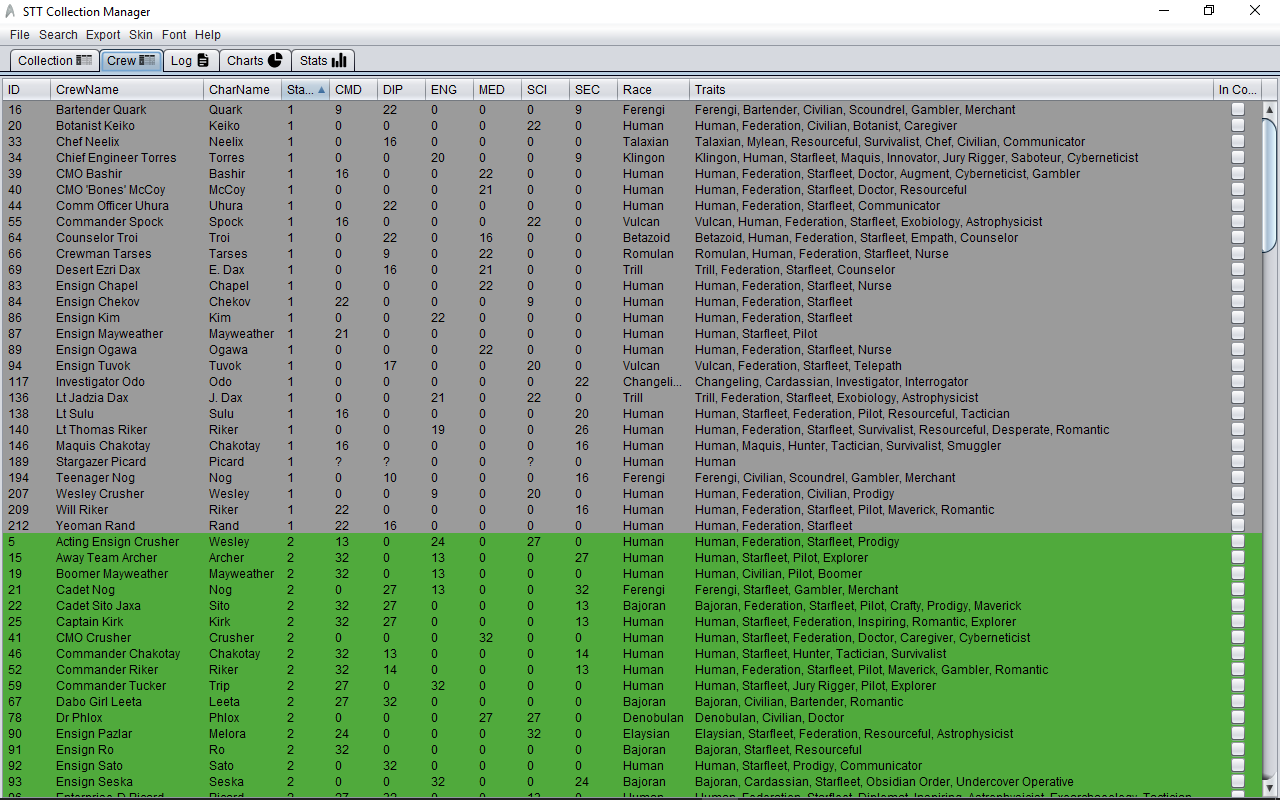 STT Collection Manager
File Search Export Skin Font Help
Collection Crew Log Charts Stats
ID CrewName CharName Sta... CMD DIP ENG MED SCI SEC Race Traits In Co...
16 Bartender Quark Quark 1 9 22 0 0 0 9 Ferengi Ferengi, Bartender, Civilian, Scoundrel, Gambler, Merchant
20 Botanist Keiko Keiko 1 0 0 0 0 22 0 Human Human, Federation, Civilian, Botanist, Caregiver
33 Chef Neelix Neelix 1 0 16 0 0 0 0 Talaxian Talaxian, Mylean, Resourceful, Survivalist, Chef, Civilian, Communicator
34 Chief Engineer Torres Torres 1 0 0 20 0 0 9 Klingon Klingon, Human, Starfleet, Maquis, Innovator, Jury Rigger, Saboteur, Cyberneticist
39 CMO Bashir Bashir 1 16 0 0 22 0 0 Human Human, Federation, Starfleet, Doctor, Augment, Cyberneticist, Gambler
40 CMO 'Bones' McCoy McCoy 1 0 0 0 21 0 0 Human Human, Federation, Starfleet, Doctor, Resourceful
44 Comm Officer Uhura Uhura 1 0 22 0 0 0 0 Human Human, Federation, Starfleet, Communicator
55 Commander Spock Spock 1 16 0 0 0 22 0 Vulcan Vulcan, Human, Federation, Starfleet, Exobiology, Astrophysicist
64 Counselor Troi Troi 1 0 22 0 16 0 0 Betazoid Betazoid, Human, Federation, Starfleet, Empath, Counselor
66 Crewman Tarses Tarses 1 0 9 0 22 0 0 Romulan Romulan, Human, Federation, Starfleet, Nurse
69 Desert Ezri Dax E. Dax 1 0 16 0 21 0 0 Trill Trill, Federation, Starfleet, Counselor
83 Ensign Chapel Chapel 1 0 0 0 22 0 0 Human Human, Federation, Starfleet, Nurse
84 Ensign Chekov Chekov 1 22 0 0 0 9 0 Human Human, Federation, Starfleet
86 Ensign Kim Kim 1 0 0 22 0 0 0 Human Human, Federation, Starfleet
87 Ensign Mayweather Mayweather 1 21 0 0 0 0 0 Human Human, Starfleet, Pilot
89 Ensign Ogawa Ogawa 1 0 0 0 22 0 0 Human Human, Federation, Starfleet, Nurse
94 Ensign Tuvok Tuvok 1 0 17 0 0 20 0 Vulcan Vulcan, Federation, Starfleet, Telepath
117 Investigator Odo Odo 1 0 0 0 0 0 22 Changeli... Changeling, Cardassian, Investigator, Interrogator
136 Lt Jadzia Dax J. Dax 1 0 0 21 0 22 0 Trill Trill, Federation, Starfleet, Exobiology, Astrophysicist
138 Lt Sulu Sulu 1 16 0 0 0 0 20 Human Human, Starfleet, Federation, Pilot, Resourceful, Tactician
140 Lt Thomas Riker Riker 1 0 0 19 0 0 26 Human Human, Federation, Starfleet, Survivalist, Resourceful, Desperate, Romantic
146 Maquis Chakotay Chakotay 1 16 0 0 0 0 16 Human Human, Maquis, Hunter, Tactician, Survivalist, Smuggler
189 Stargazer Picard Picard 1 ? ? 0 0 ? 0 Human Human
194 Teenager Nog Nog 1 0 10 0 0 0 16 Ferengi Ferengi, Civilian, Scoundrel, Gambler, Merchant
207 Wesley Crusher Wesley 1 0 0 9 0 20 0 Human Human, Federation, Civilian, Prodigy
209 Will Riker Riker 1 22 0 0 0 0 16 Human Human, Federation, Starfleet, Pilot, Maverick, Romantic
212 Yeoman Rand Rand 1 22 16 0 0 0 0 Human Human, Federation, Starfleet
5 Acting Ensign Crusher Wesley 2 13 0 24 0 27 0 Human Human, Federation, Starfleet, Prodigy
15 Away Team Archer Archer 2 32 0 13 0 0 27 Human Human, Starfleet, Pilot, Explorer
19 Boomer Mayweather Mayweather 2 32 0 13 0 0 0 Human Human, Civilian, Pilot, Boomer
21 Cadet Nog Nog 2 0 27 13 0 0 32 Ferengi Ferengi, Starfleet, Gambler, Merchant
22 Cadet Sito Jaxa Sito 2 32 27 0 0 0 13 Bajoran Bajoran, Federation, Starfleet, Pilot, Crafty, Prodigy, Maverick
25 Captain Kirk Kirk 2 32 27 0 0 0 13 Human Human, Starfleet, Federation, Inspiring, Romantic, Explorer
41 CMO Crusher Crusher 2 0 0 0 32 0 0 Human Human, Starfleet, Federation, Doctor, Caregiver, Cyberneticist
46 Commander Chakotay Chakotay 2 32 13 0 0 0 14 Human Human, Starfleet, Hunter, Tactician, Survivalist
52 Commander Riker Riker 2 32 14 0 0 0 13 Human Human, Federation, Starfleet, Pilot, Maverick, Gambler, Romantic
59 Commander Tucker Trip 2 27 0 32 0 0 0 Human Human, Starfleet, Jury Rigger, Pilot, Explorer
67 Dabo Girl Leeta Leeta 2 27 32 0 0 0 0 Bajoran Bajoran, Civilian, Bartender, Romantic
78 Dr Phlox Phlox 2 0 0 0 27 27 0 Denobulan Denobulan, Civilian, Doctor
90 Ensign Pazlar Melora 2 24 0 0 0 32 0 Elaysian Elaysian, Starfleet, Federation, Resourceful, Astrophysicist
91 Ensign Ro Ro 2 32 0 0 0 0 0 Bajoran Bajoran, Starfleet, Resourceful
92 Ensign Sato Sato 2 0 32 0 0 0 0 Human Human, Starfleet, Prodigy, Communicator
93 Ensign Seska Seska 2 0 0 32 0 0 24 Bajoran Bajoran, Cardassian, Starfleet, Obsidian Order, Undercover Operative